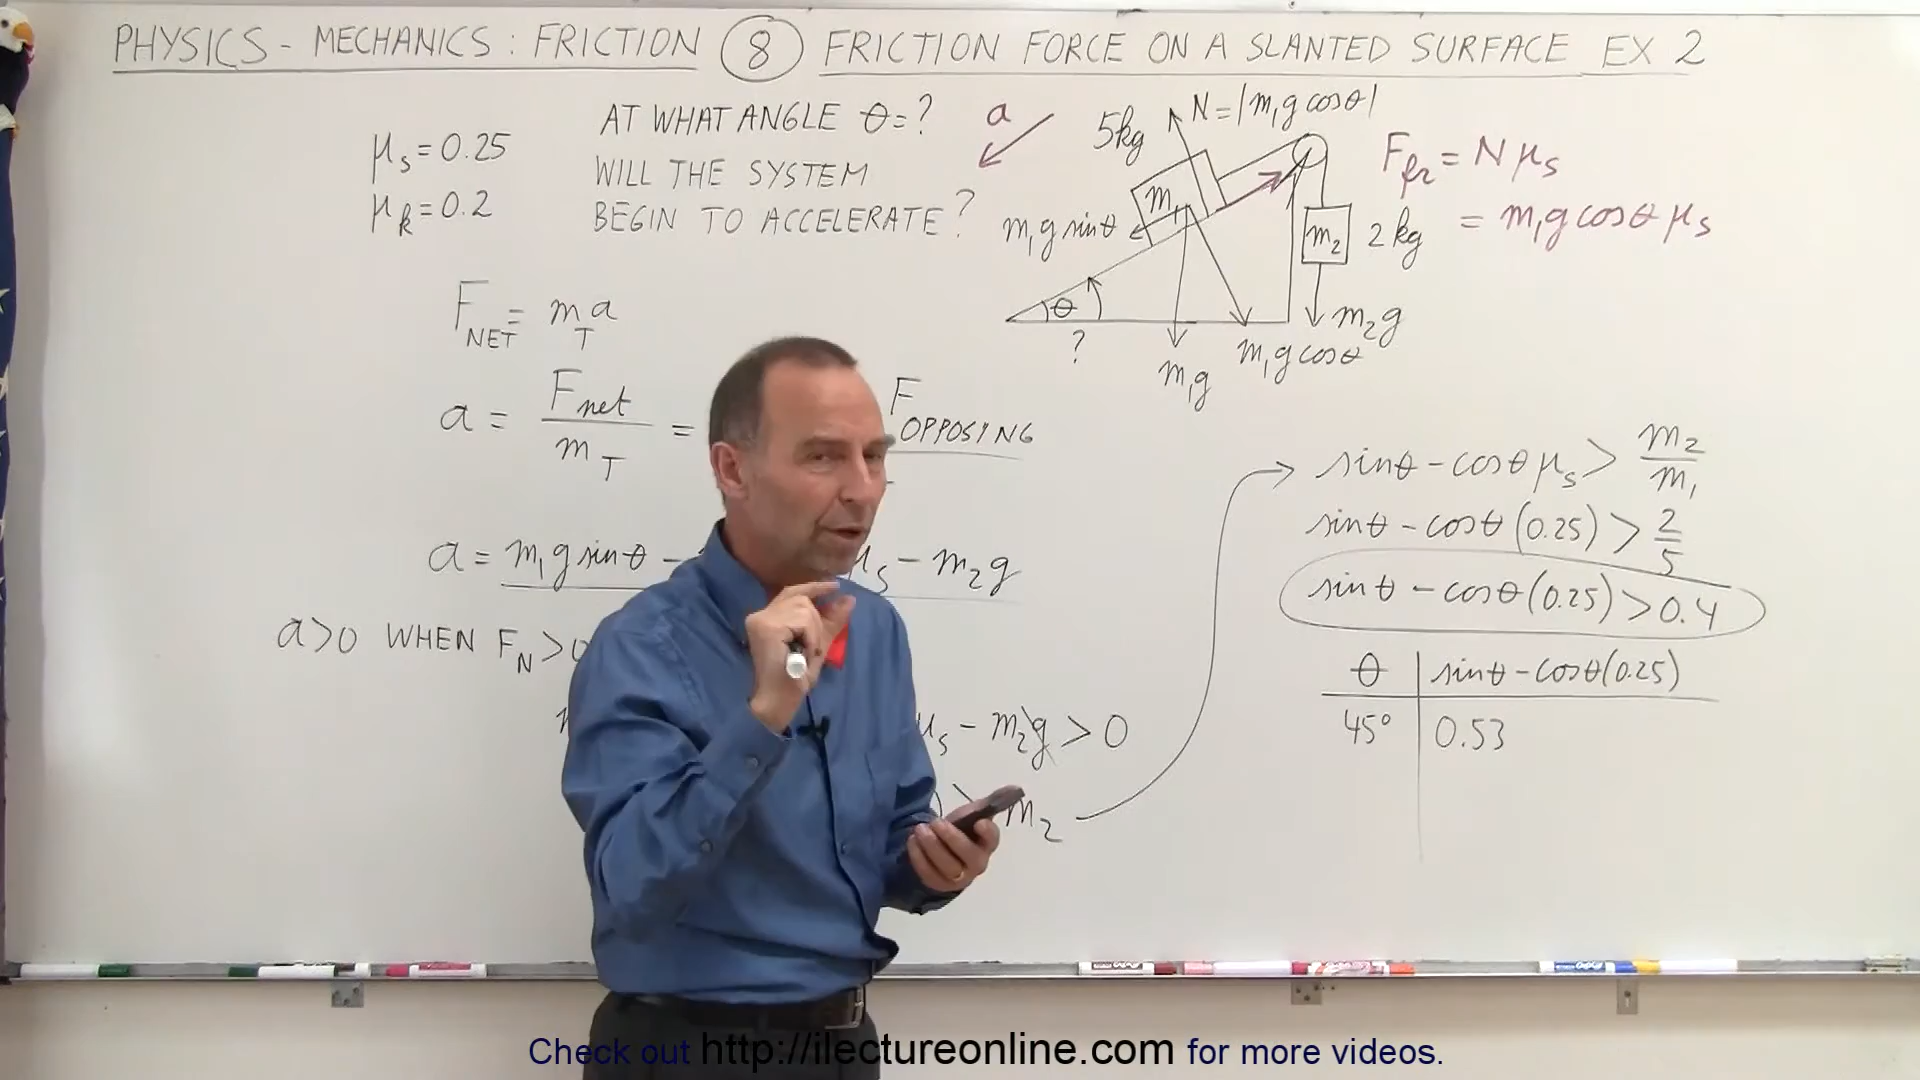 PHYSICS - MECHANICS : FRICTION 8 FRICTION FORCE ON A SLANTED SURFACE EX 2
μs = 0.25
μk = 0.2
AT WHAT ANGLE θ = ?
WILL THE SYSTEM
BEGIN TO ACCELERATE ?
a
5kg
N = |m₁g cosθ|
m₁
m₁g sinθ
θ
?
m₁g
m₁g cosθ
m₂
2 kg
m₂g
Ffr = N μs
= m₁g cosθ μs
FNET = mT a
a = Fnet / mT =
F OPPOSING
a = m₁g sinθ - μs - m₂g
a > 0 WHEN FN > 0
μs - m₂g > 0
) > m₂
sinθ - cosθ μs > m₂/m₁
sinθ - cosθ (0.25) > 2/5
sinθ - cosθ (0.25) > 0.4
θ | sinθ - cosθ (0.25)
45° | 0.53
Check out http://ilectureonline.com for more videos.